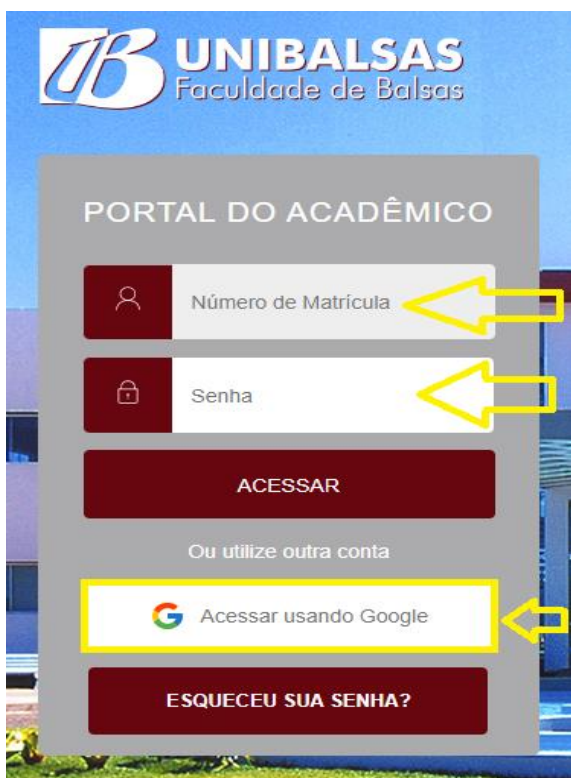 UNIBALSAS
Faculdade de Balsas
PORTAL DO ACADÊMICO
Número de Matrícula
Senha
ACESSAR
Ou utilize outra conta
Acessar usando Google
ESQUECEU SUA SENHA?